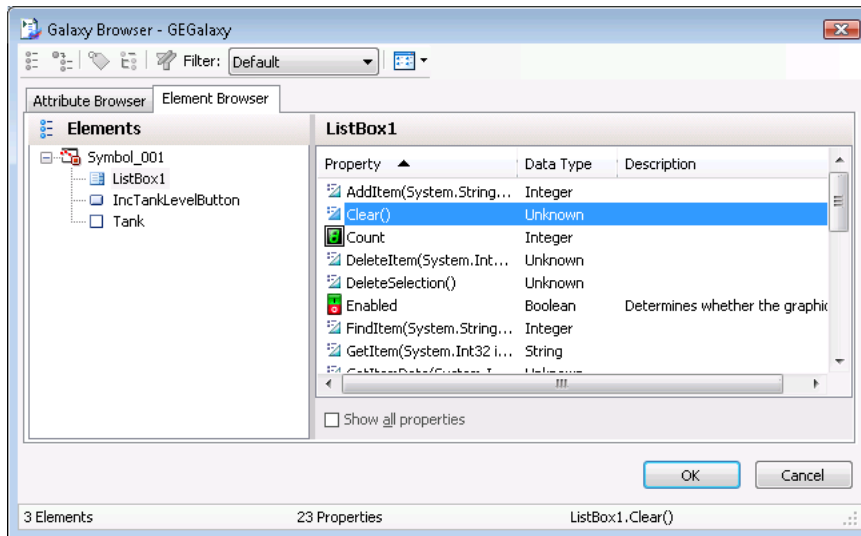 Galaxy Browser - GEGalaxy
Filter: Default
Attribute Browser Element Browser
Elements
Symbol_001
ListBox1
IncTankLevelButton
Tank
ListBox1
Property Data Type Description
AddItem(System.String... Integer
Clear() Unknown
Count Integer
DeleteItem(System.Int... Unknown
DeleteSelection() Unknown
Enabled Boolean Determines whether the graphic
FindItem(System.String... Integer
GetItem(System.Int32 i... String
Show all properties
OK Cancel
3 Elements 23 Properties ListBox1.Clear()